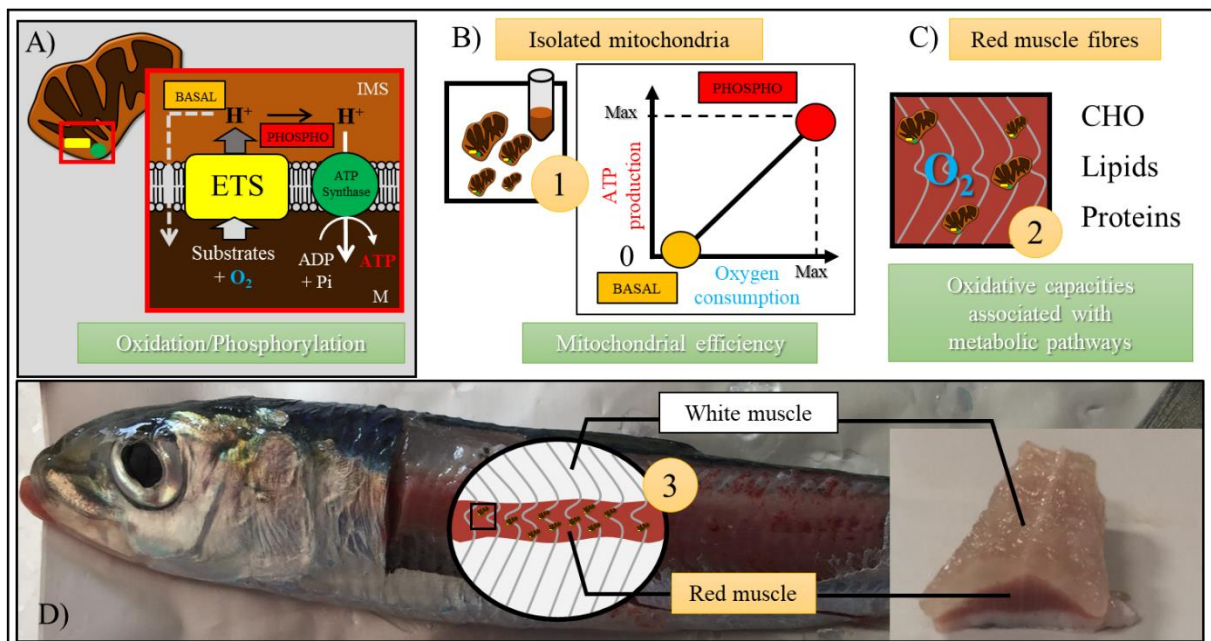 A)
BASAL
H⁺
H⁺
IMS
PHOSPHO
ETS
ATP
Synthase
Substrates
+ O₂
ADP
+ Pi
ATP
M
Oxidation/Phosphorylation
B)
Isolated mitochondria
1
PHOSPHO
Max
ATP
production
0
BASAL
Oxygen
consumption
Max
Mitochondrial efficiency
C)
Red muscle fibres
O₂
2
CHO
Lipids
Proteins
Oxidative capacities
associated with
metabolic pathways
White muscle
3
Red muscle
D)